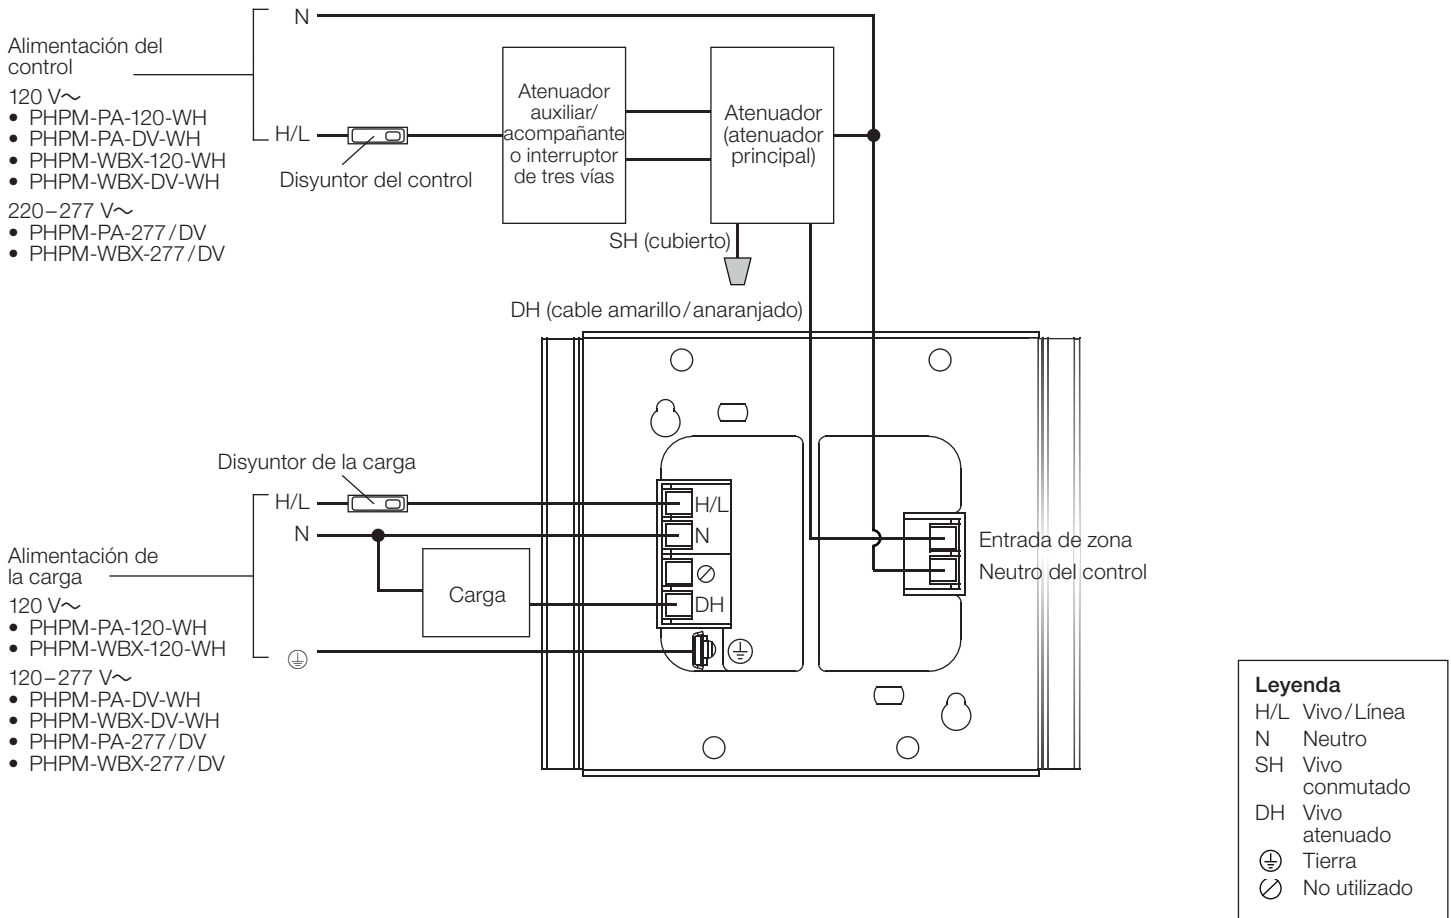 N
Alimentación del
control
120 V~
• PHPM-PA-120-WH
• PHPM-PA-DV-WH
• PHPM-WBX-120-WH
• PHPM-WBX-DV-WH
220–277 V~
• PHPM-PA-277/DV
• PHPM-WBX-277/DV
H/L
Disyuntor del control
Atenuador
auxiliar/
acompañante
o interruptor
de tres vías
Atenuador
(atenuador
principal)
SH (cubierto)
DH (cable amarillo/anaranjado)
Disyuntor de la carga
H/L
N
Alimentación de
la carga
120 V~
• PHPM-PA-120-WH
• PHPM-WBX-120-WH
120–277 V~
• PHPM-PA-DV-WH
• PHPM-WBX-DV-WH
• PHPM-PA-277/DV
• PHPM-WBX-277/DV
Carga
H/L
N
DH
Entrada de zona
Neutro del control
Leyenda
H/L Vivo/Línea
N Neutro
SH Vivo
conmutado
DH Vivo
atenuado
Tierra
No utilizado